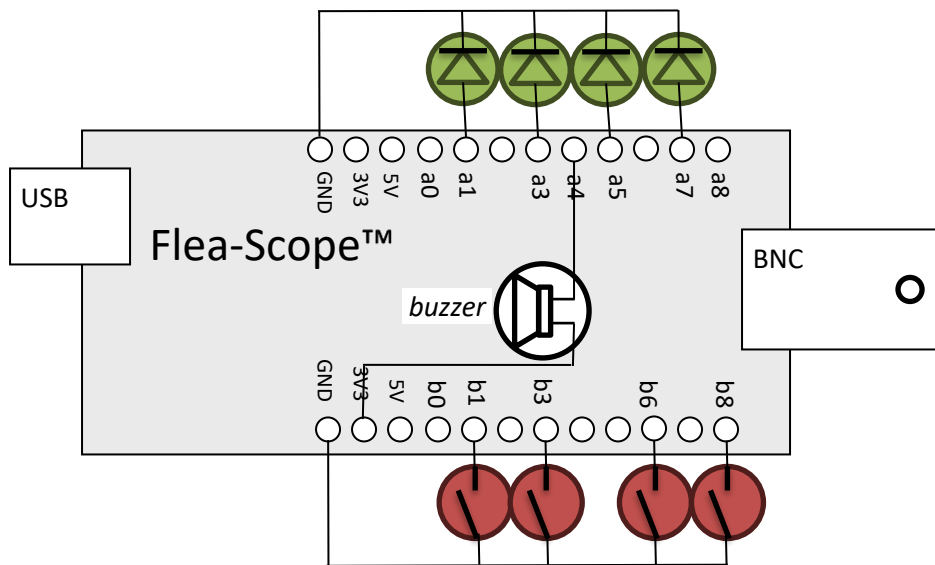 GND 3V3 5V a0 a1 a3 a4 a5 a7 a8
USB
Flea-Scope™
BNC
buzzer
GND 3V3 5V b0 b1 b3 b6 b8